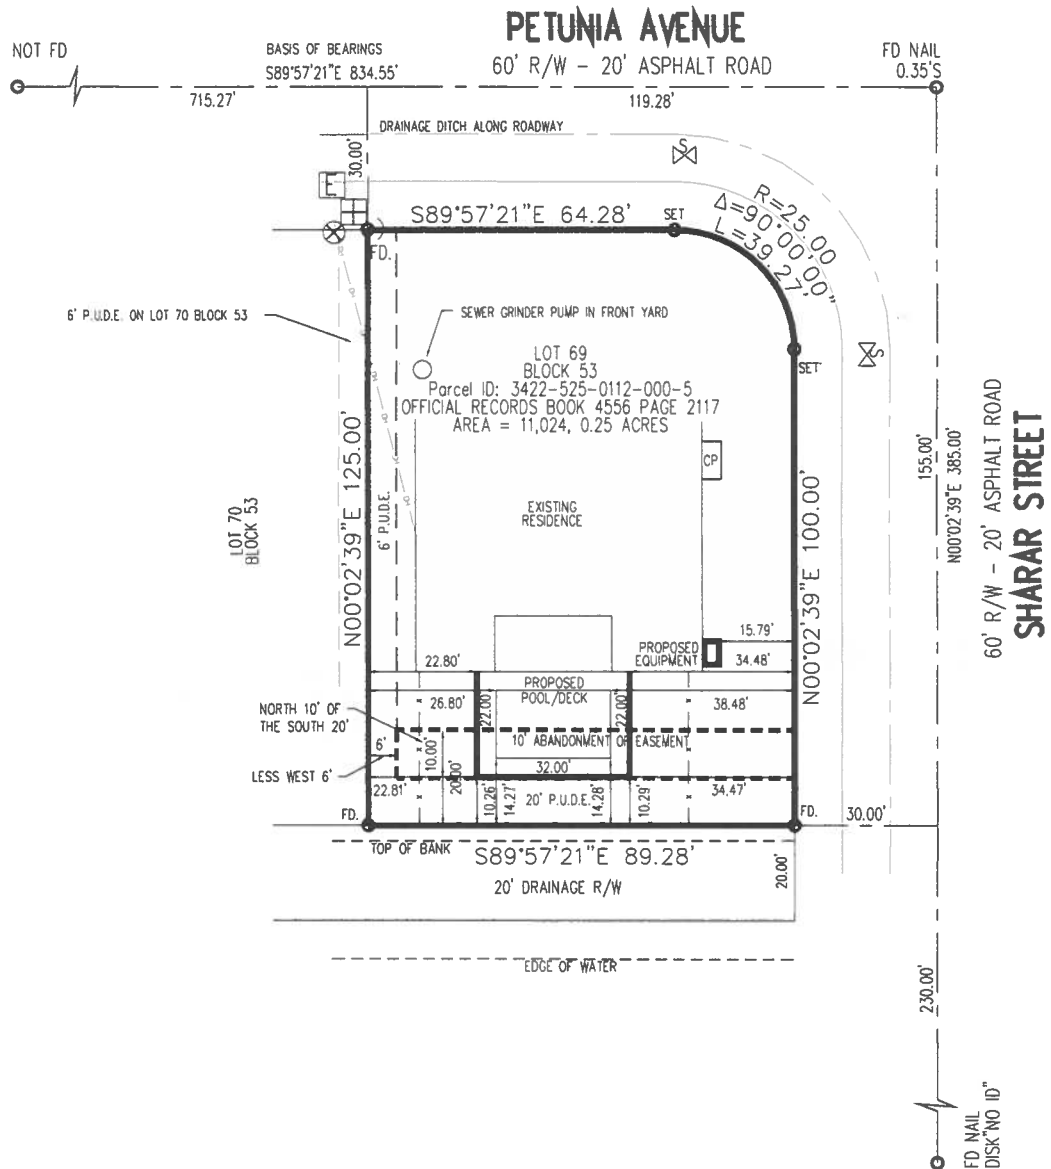 PETUNIA AVENUE
60' R/W - 20' ASPHALT ROAD
NOT FD
BASIS OF BEARINGS
S89°57'21"E 834.55'
FD NAIL
0.35'S
715.27'
119.28'
DRAINAGE DITCH ALONG ROADWAY
30.00'
E
S
S89°57'21"E 64.28'
SET
R=25.00
Δ=90°00'00"
L=39.27'
FD.
6' P.U.D.E. ON LOT 70 BLOCK 53
SEWER GRINDER PUMP IN FRONT YARD
S
SET
LOT 69
BLOCK 53
Parcel ID: 3422-525-0112-000-5
OFFICIAL RECORDS BOOK 4556 PAGE 2117
AREA = 11,024, 0.25 ACRES
CP
EXISTING
RESIDENCE
LOT 70
BLOCK 53
N00°02'39"E 125.00'
6' P.U.D.E.
N00°02'39"E 100.00'
155.00'
N00°02'39"E 385.00'
60' R/W - 20' ASPHALT ROAD
SHARAR STREET
15.79'
PROPOSED
EQUIPMENT
34.48'
22.80'
PROPOSED
POOL/DECK
26.80'
22.00'
22.00'
38.48'
NORTH 10' OF
THE SOUTH 20'
10' ABANDONMENT OF EASEMENT
6'
10.00'
LESS WEST 6'
32.00'
22.81'
20.00'
10.26'
14.27'
20' P.U.D.E.
14.28'
10.29'
34.47'
FD.
FD.
30.00'
TOP OF BANK
S89°57'21"E 89.28'
20' DRAINAGE R/W
20.00'
EDGE OF WATER
230.00'
FD NAIL
DISK"NO ID"